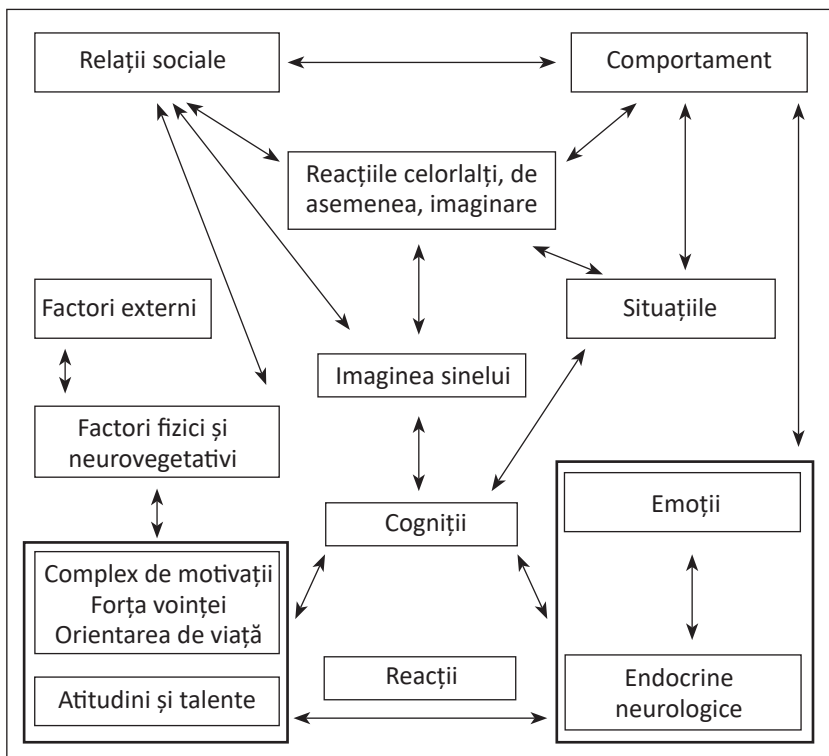 Relații sociale
Comportament
Reacțiile celorlalți, de
asemenea, imaginare
Factori externi
Situațiile
Imaginea sinelui
Factori fizici și
neurovegetativi
Cogniții
Emoții
Complex de motivații
Forța voinței
Orientarea de viață
Reacții
Atitudini și talente
Endocrine
neurologice